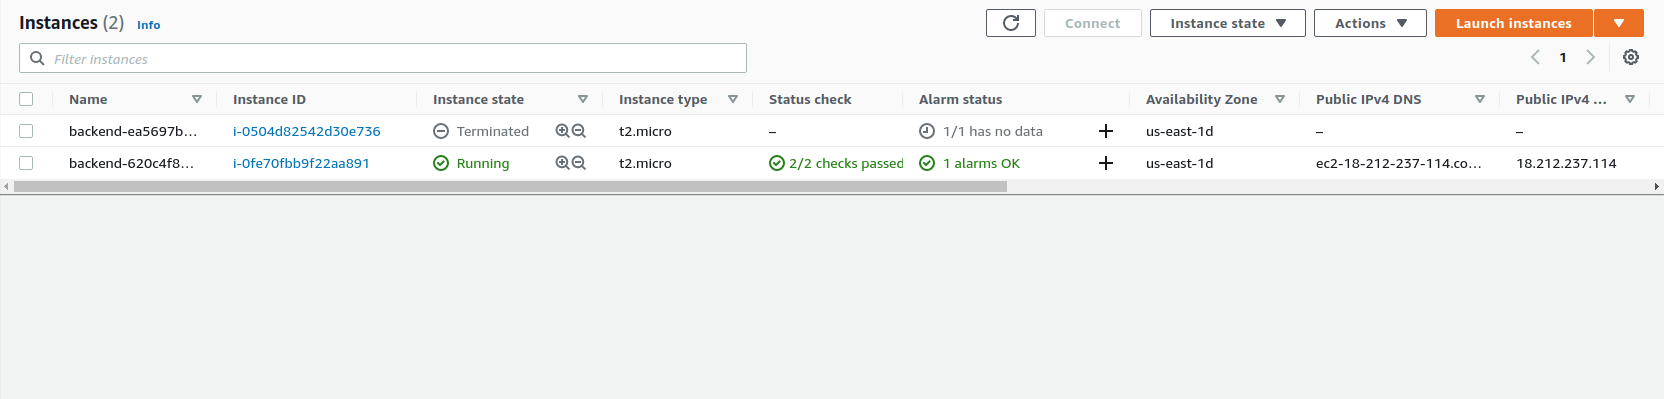 Instances (2) Info Connect Instance state Actions Launch instances
Filter instances 1
Name Instance ID Instance state Instance type Status check Alarm status Availability Zone Public IPv4 DNS Public IPv4 ...
backend-ea5697b... i-0504d82542d30e736 Terminated t2.micro – 1/1 has no data + us-east-1d – –
backend-620c4f8... i-0fe70fbb9f22aa891 Running t2.micro 2/2 checks passed 1 alarms OK + us-east-1d ec2-18-212-237-114.co... 18.212.237.114